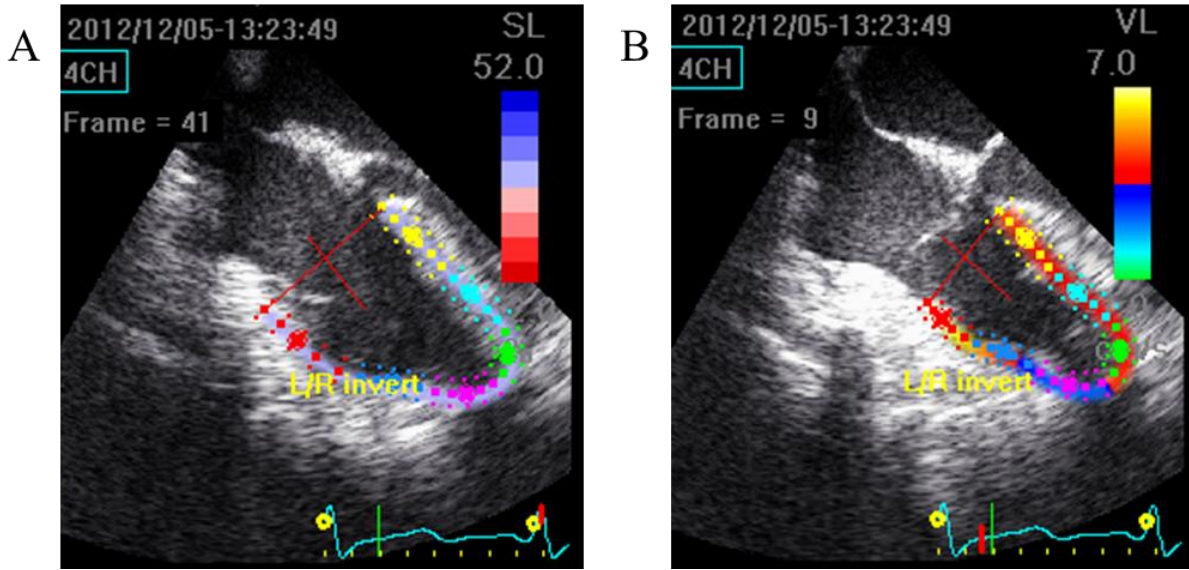 A
2012/12/05-13:23:49
SL
52.0
4CH
Frame = 41
L/R invert
B
2012/12/05-13:23:49
VL
7.0
4CH
Frame = 9
L/R invert